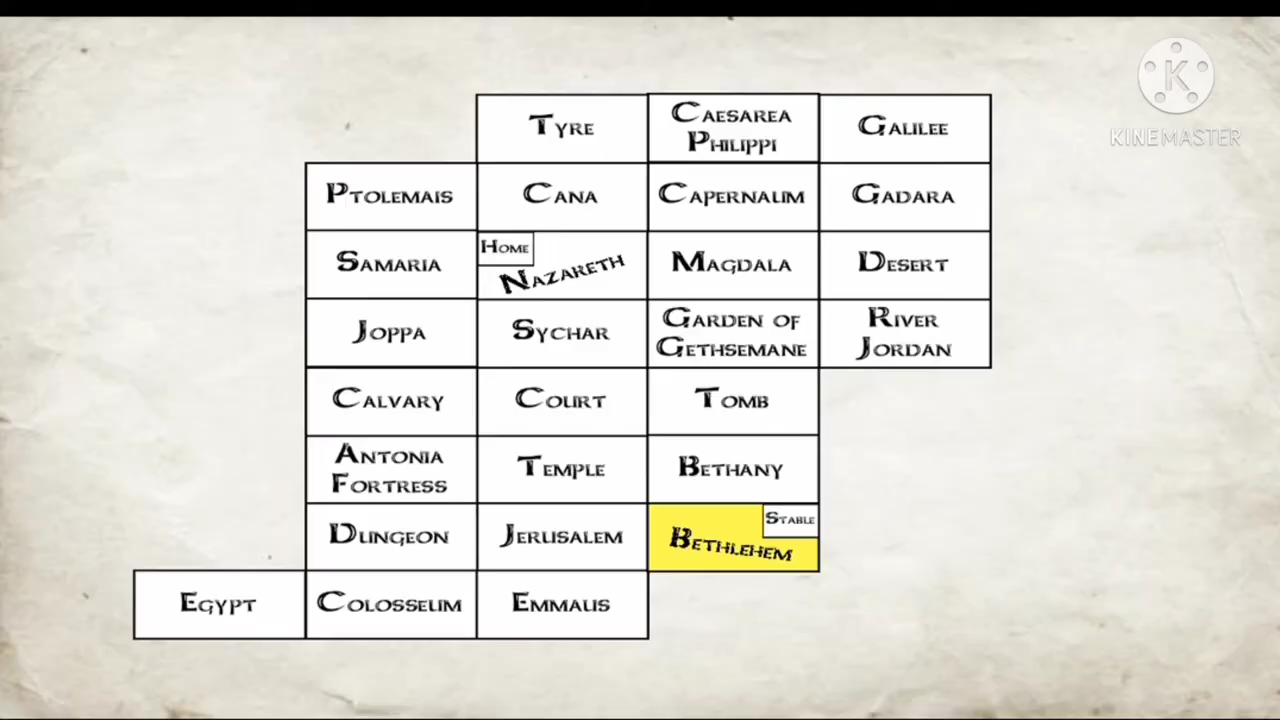 K
KINEMASTER
TYRE
CAESAREA
PHILIPPI
GALILEE
PTOLEMAIS
CANA
CAPERNAUM
GADARA
SAMARIA
HOME
NAZARETH
MAGDALA
DESERT
JOPPA
SYCHAR
GARDEN OF
GETHSEMANE
RIVER
JORDAN
CALVARY
COURT
TOMB
ANTONIA
FORTRESS
TEMPLE
BETHANY
DUNGEON
JERUSALEM
STABLE
BETHLEHEM
EGYPT
COLOSSEUM
EMMAUS